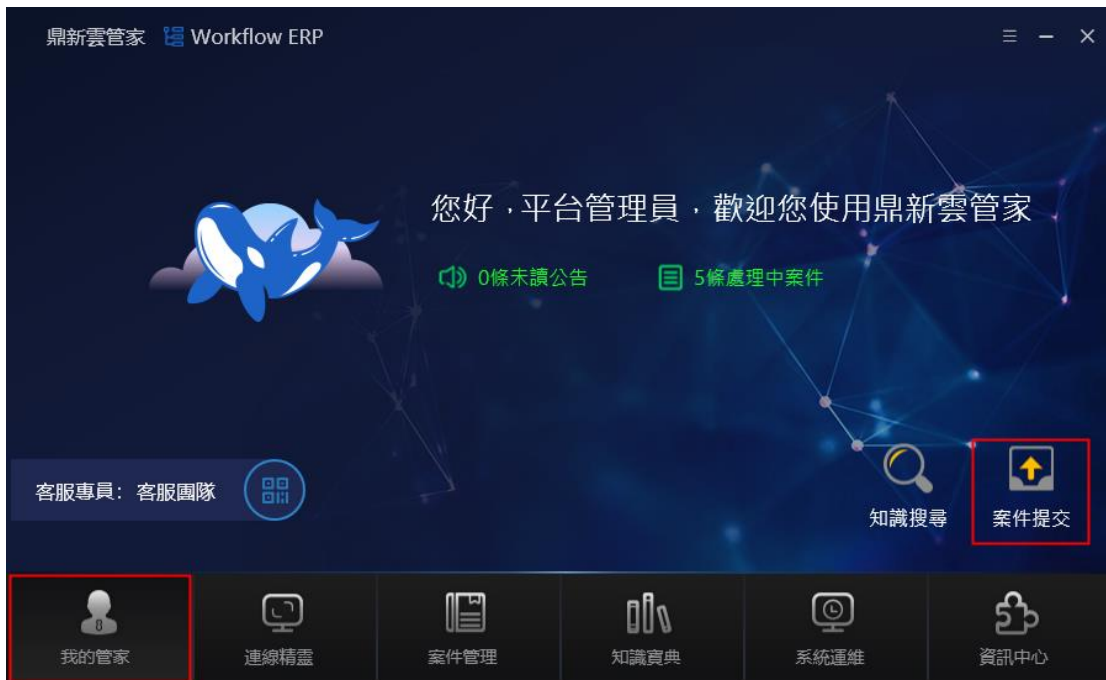 鼎新雲管家 Workflow ERP
您好，平台管理員，歡迎您使用鼎新雲管家
0條未讀公告 5條處理中案件
客服專員：客服團隊
知識搜尋 案件提交
我的管家 連線精靈 案件管理 知識寶典 系統運維 資訊中心